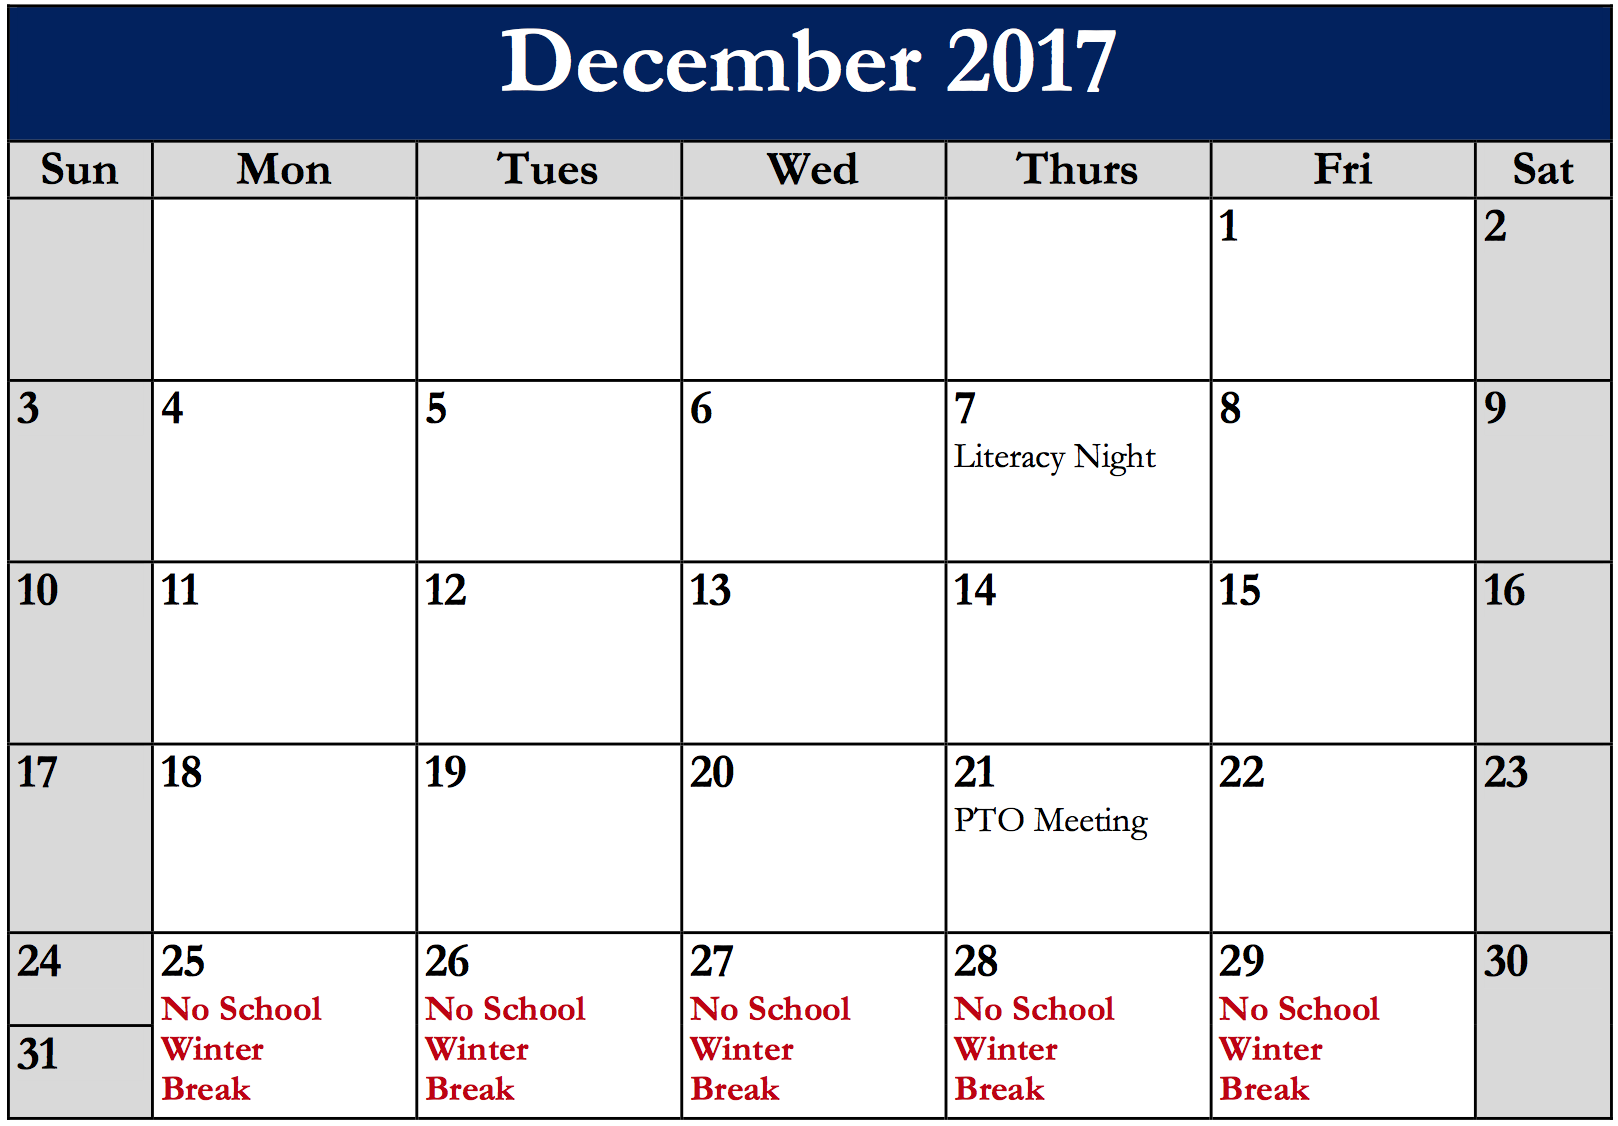 December 2017
Sun Mon Tues Wed Thurs Fri Sat
1 2
3 4 5 6 7 8 9
Literacy Night
10 11 12 13 14 15 16
17 18 19 20 21 22 23
PTO Meeting
24 25 26 27 28 29 30
No School No School No School No School No School
31 Winter Winter Winter Winter Winter
Break Break Break Break Break